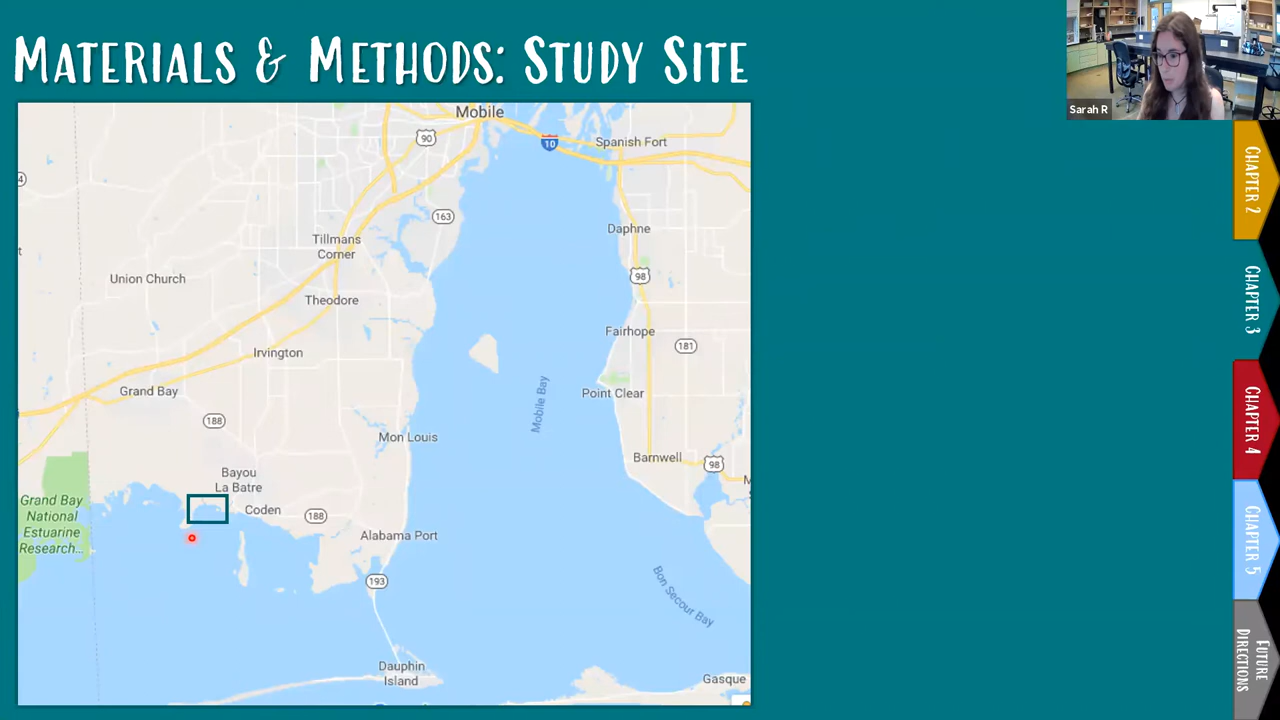 MATERIALS & METHODS: STUDY SITE
Sarah R
Mobile
90
10
Spanish Fort
4
163
Tillmans
Corner
Daphne
98
Union Church
Theodore
Fairhope
181
Irvington
Grand Bay
Point Clear
Mobile Bay
188
Mon Louis
Barnwell
98
Bayou
La Batre
Grand Bay
National
Estuarine
Research...
Coden
188
Alabama Port
193
Bon Secour Bay
Dauphin
Island
Gasque
CHAPTER 2
CHAPTER 3
CHAPTER 4
CHAPTER 5
FUTURE
DIRECTIONS